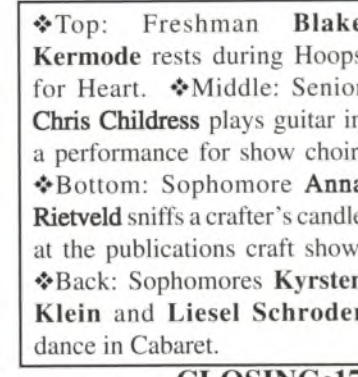 ❖Top: Freshman Blake
Kermode rests during Hoops
for Heart. ❖Middle: Senior
Chris Childress plays guitar in
a performance for show choir
❖Bottom: Sophomore Anna
Rietveld sniffs a crafter's candle
at the publications craft show
❖Back: Sophomores Kyrsten
Klein and Liesel Schroder
dance in Cabaret.
CLOSING•17